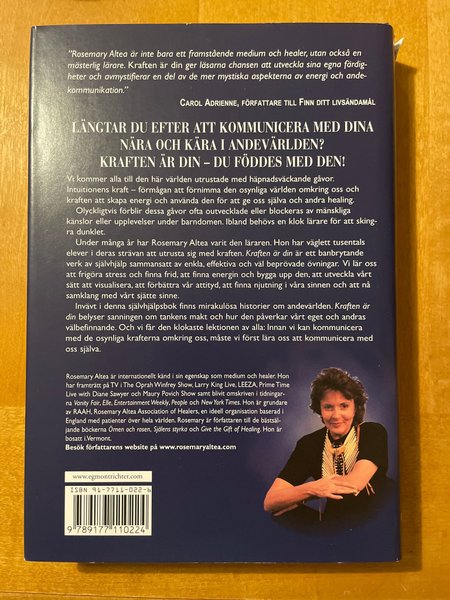 "Rosemary Altea är inte bara ett framstående medium och healer, utan också en
mästerlig lärare. Kraften är din ger läsarna chansen att utveckla sina egna färdig-
heter och avmystifierar en del av de mer mystiska aspekterna av energi och ande-
kommunikation."
CAROL ADRIENNE, FÖRFATTARE TILL FINN DITT LIVSÄNDAMÅL
LÄNGTAR DU EFTER ATT KOMMUNICERA MED DINA
NÄRA OCH KÄRA I ANDEVÄRLDEN?
KRAFTEN ÄR DIN – DU FÖDDES MED DEN!
Vi kommer alla till den här världen utrustade med häpnadsväckande gåvor.
Intuitionens kraft – förmågan att förnimma den osynliga världen omkring oss och
kraften att skapa energi och använda den för att ge oss själva och andra healing.
Olyckligtvis förblir dessa gåvor ofta outvecklade eller blockeras av mänskliga
känslor eller upplevelser under barndomen. Ibland behövs en klok lärare för att sking-
ra dunklet.
Under många år har Rosemary Altea varit den läraren. Hon har väglett tusentals
elever i deras strävan att utrusta sig med kraften. Kraften är din är ett banbrytande
verk av självhjälp sammansatt av enkla, effektiva och väl beprövade övningar. Vi lär oss
att frigöra stress och finna frid, att finna energin och bygga upp den, att utveckla vårt
sätt att visualisera, att förbättra vår attityd, att finna njutning i våra sinnen och att nå
samklang med vårt sjätte sinne.
Invävt i denna självhjälpsbok finns mirakulösa historier om andevärlden. Kraften är
din belyser sanningen om tankens makt och hur den påverkar vårt eget och andras
välbefinnande. Och vi får den klokaste lektionen av alla: Innan vi kan kommunicera
med de osynliga krafterna omkring oss, måste vi först lära oss att kommunicera med
oss själva.
Rosemary Altea är internationellt känd i sin egenskap som medium och healer. Hon
har framträtt på TV i The Oprah Winfrey Show, Larry King Live, LEEZA, Prime Time
Live with Diane Sawyer och Maury Povich Show samt blivit omskriven i tidningar-
na Vanity Fair, Elle, Entertainment Weekly, People och New York Times. Hon är grundare
av RAAH, Rosemary Altea Association of Healers, en ideell organisation baserad i
England med patienter över hela världen. Rosemary är författaren till de bästsäl-
jande böckerna Örnen och rosen, Själens styrka och Give the Gift of Healing. Hon är
bosatt i Vermont.
Besök författarens website på www.rosemaryaltea.com
www.egmontrichter.com
ISBN 91-7711-022-6
9 789177 110224